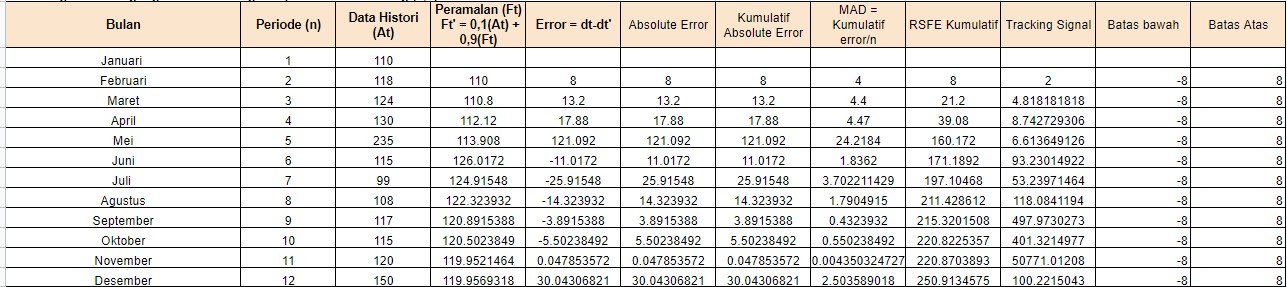 Bulan Periode (n) Data Histori (At) Peramalan (Ft) Ft' = 0,1(At) + 0,9(Ft) Error = dt-dt' Absolute Error Kumulatif Absolute Error MAD = Kumulatif error/n RSFE Kumulatif Tracking Signal Batas bawah Batas Atas
Januari 1 110
Februari 2 118 110 8 8 8 4 8 2 -8 8
Maret 3 124 110.8 13.2 13.2 13.2 4.4 21.2 4.818181818 -8 8
April 4 130 112.12 17.88 17.88 17.88 4.47 39.08 8.742729306 -8 8
Mei 5 235 113.908 121.092 121.092 121.092 24.2184 160.172 6.613649126 -8 8
Juni 6 115 126.0172 -11.0172 11.0172 11.0172 1.8362 171.1892 93.23014922 -8 8
Juli 7 99 124.91548 -25.91548 25.91548 25.91548 3.702211429 197.10468 53.23971464 -8 8
Agustus 8 108 122.323932 -14.323932 14.323932 14.323932 1.7904915 211.428612 118.0841194 -8 8
September 9 117 120.8915388 -3.8915388 3.8915388 3.8915388 0.4323932 215.3201508 497.9730273 -8 8
Oktober 10 115 120.5023849 -5.50238492 5.50238492 5.50238492 0.550238492 220.8225357 401.3214977 -8 8
November 11 120 119.9521464 0.047853572 0.047853572 0.047853572 0.004350324727 220.8703893 50771.01208 -8 8
Desember 12 150 119.9569318 30.04306821 30.04306821 30.04306821 2.503589018 250.9134575 100.2215043 -8 8